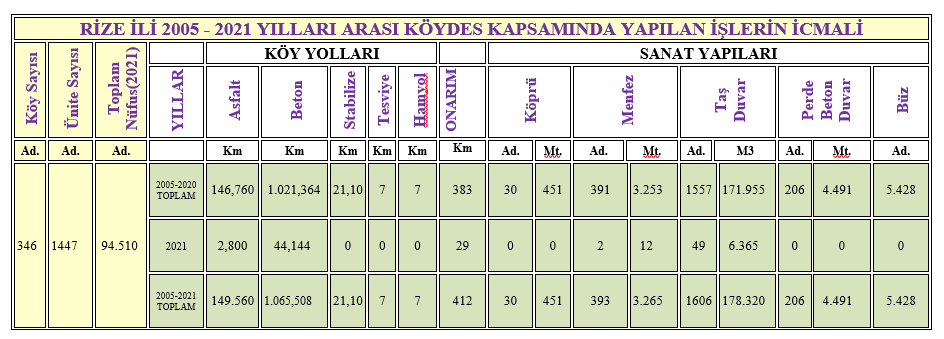 RİZE İLİ 2005 - 2021 YILLARI ARASI KÖYDES KAPSAMINDA YAPILAN İŞLERİN İCMALİ
Köy Sayısı Ünite Sayısı Toplam Nüfus(2021) YILLAR KÖY YOLLARI ONARIM SANAT YAPILARI
Asfalt Beton Stabilize Tesviye Hamyol Köprü Menfez Taş Duvar Perde Beton Duvar Büz
Ad. Ad. Ad. Km Km Km Km Km Km Ad. Mt. Ad. Mt. Ad. M3 Ad. Mt. Ad.
346 1447 94.510
2005-2020 TOPLAM 146,760 1.021,364 21,10 7 7 383 30 451 391 3.253 1557 171.955 206 4.491 5.428
2021 2,800 44,144 0 0 0 29 0 0 2 12 49 6.365 0 0 0
2005-2021 TOPLAM 149.560 1.065,508 21,10 7 7 412 30 451 393 3.265 1606 178.320 206 4.491 5.428